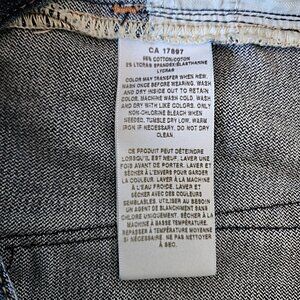 CA 17897
98% COTTON-COTON
2% LYCRA® SPANDEX/ÉLASTHANNE
LYCRA®
COLOR MAY TRANSFER WHEN NEW.
WASH ONCE BEFORE WEARING. WASH
AND DRY INSIDE OUT TO RETAIN
COLOR. MACHINE WASH COLD, WASH
AND DRY WITH LIKE COLORS. ONLY
NON-CHLORINE BLEACH WHEN
NEEDED. TUMBLE DRY LOW. WARM
IRON IF NECESSARY. DO NOT DRY
CLEAN.
CE PRODUIT PEUT DÉTEINDRE
LORSQU'IL EST NEUF. LAVER UNE
FOIS AVANT DE PORTER. LAVER ET
SÉCHER À L'ENVERS POUR GARDER
LA COULEUR. LAVER À LA MACHINE
À L'EAU FROIDE. LAVER ET
SÉCHER AVEC DES COULEURS
SEMBLABLES. UTILISER UN
AGENT DE BLANCHIMENT SANS
CHLORE UNIQUEMENT. SÉCHER À LA
MACHINE À BASSE TEMPÉRATURE.
REPASSER À TEMPÉRATURE MOYENNE
SI NÉCESSAIRE. NE PAS NETTOYER
À SEC.